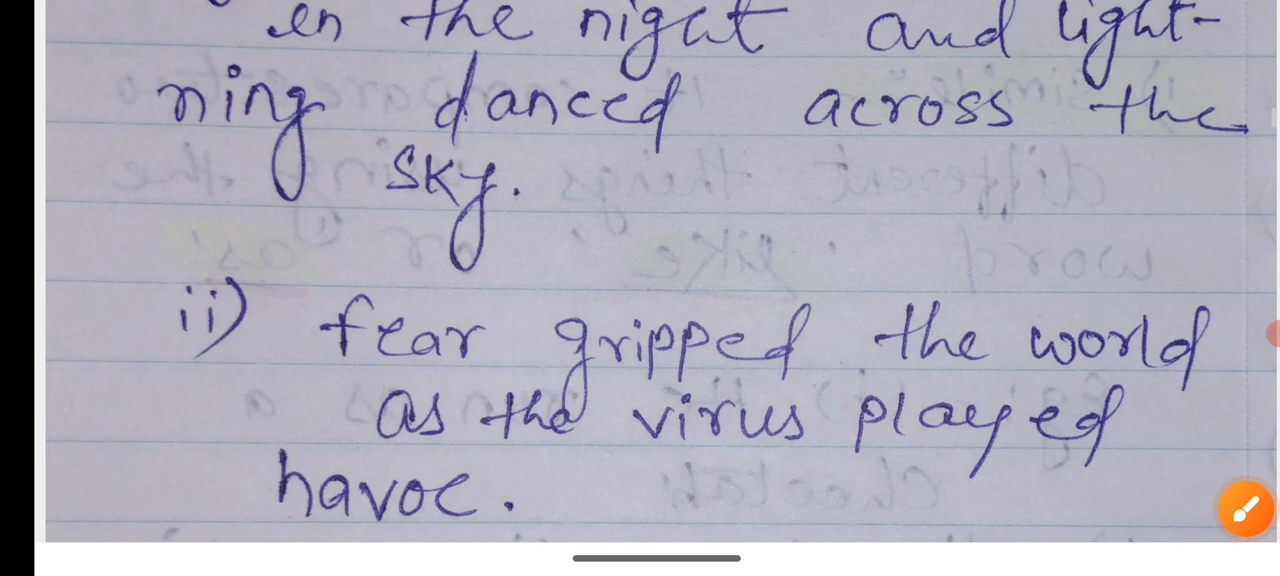 in the night and light-
ning danced across the
sky.
ii) fear gripped the world
as the virus played
havoc.